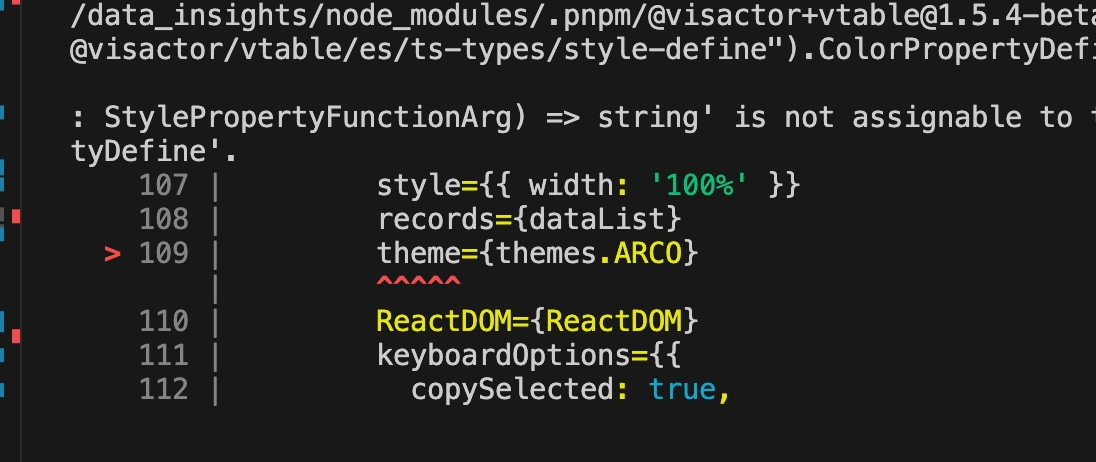 /data_insights/node_modules/.pnpm/@visactor+vtable@1.5.4-beta
@visactor/vtable/es/ts-types/style-define").ColorPropertyDefi
: StylePropertyFunctionArg) => string' is not assignable to t
tyDefine'.
107 | style={{ width: '100%' }}
108 | records={dataList}
> 109 | theme={themes.ARCO}
| ^^^^^
110 | ReactDOM={ReactDOM}
111 | keyboardOptions={{
112 | copySelected: true,